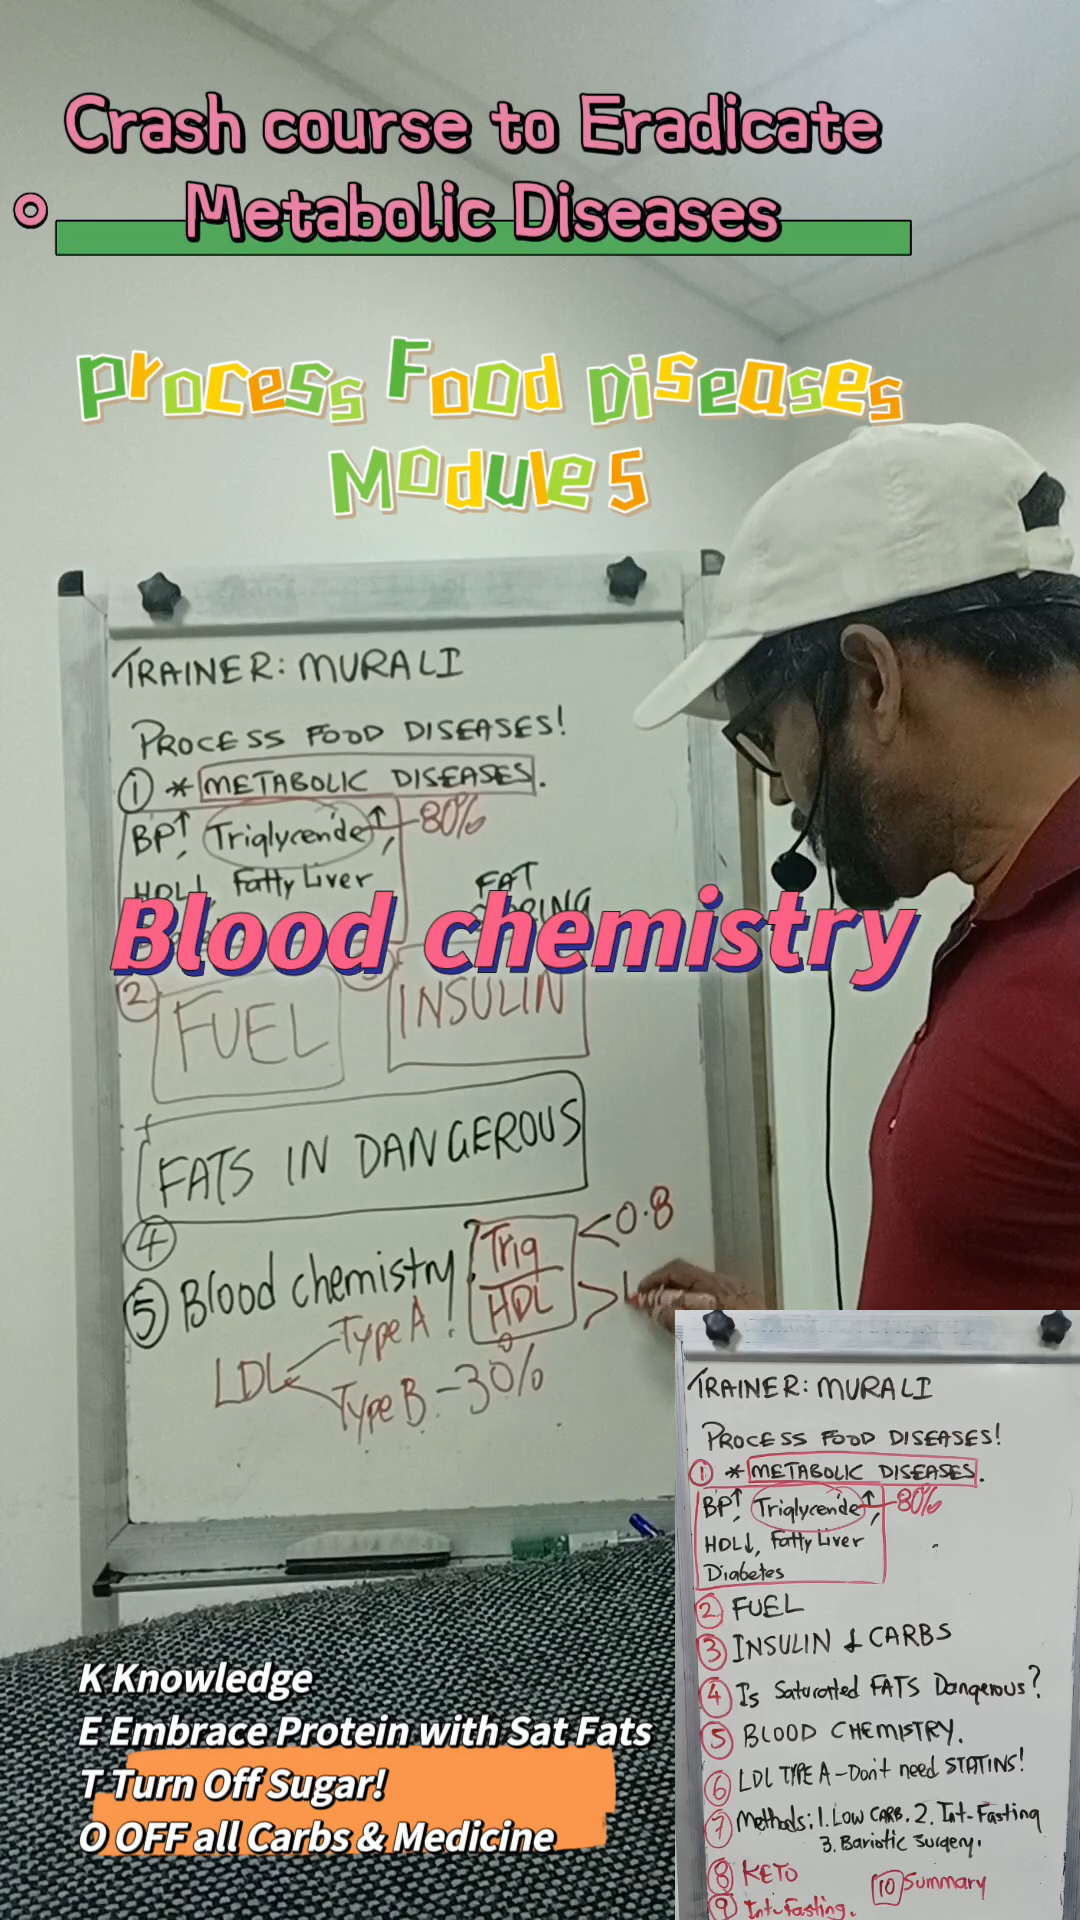 Crash course to Eradicate
Metabolic Diseases
Process Food Diseases
Module 5
TRAINER: MURALI
PROCESS FOOD DISEASES!
① * METABOLIC DISEASES.
BP↑, Triglyceride↑, -80%
HDL↓, Fatty Liver
FAT
Blood chemistry
② FUEL
INSULIN
FATS IN DANGEROUS
④
⑤ Blood chemistry! Trig <0.8
HDL >
LDL Type A
Type B -30%
TRAINER: MURALI
PROCESS FOOD DISEASES!
① * METABOLIC DISEASES.
BP↑, Triglyceride↑, -80%
HDL↓, Fatty Liver
Diabetes
② FUEL
③ INSULIN & CARBS
④ Is Saturated FATS Dangerous?
⑤ BLOOD CHEMISTRY.
⑥ LDL TYPE A - Don't need STATINS!
⑦ Methods: 1. LOW CARB. 2. Int-Fasting
3. Bariotic Surgery.
⑧ KETO
10 Summary
⑨ Int-Fasting.
K Knowledge
E Embrace Protein with Sat Fats
T Turn Off Sugar!
O OFF all Carbs & Medicine